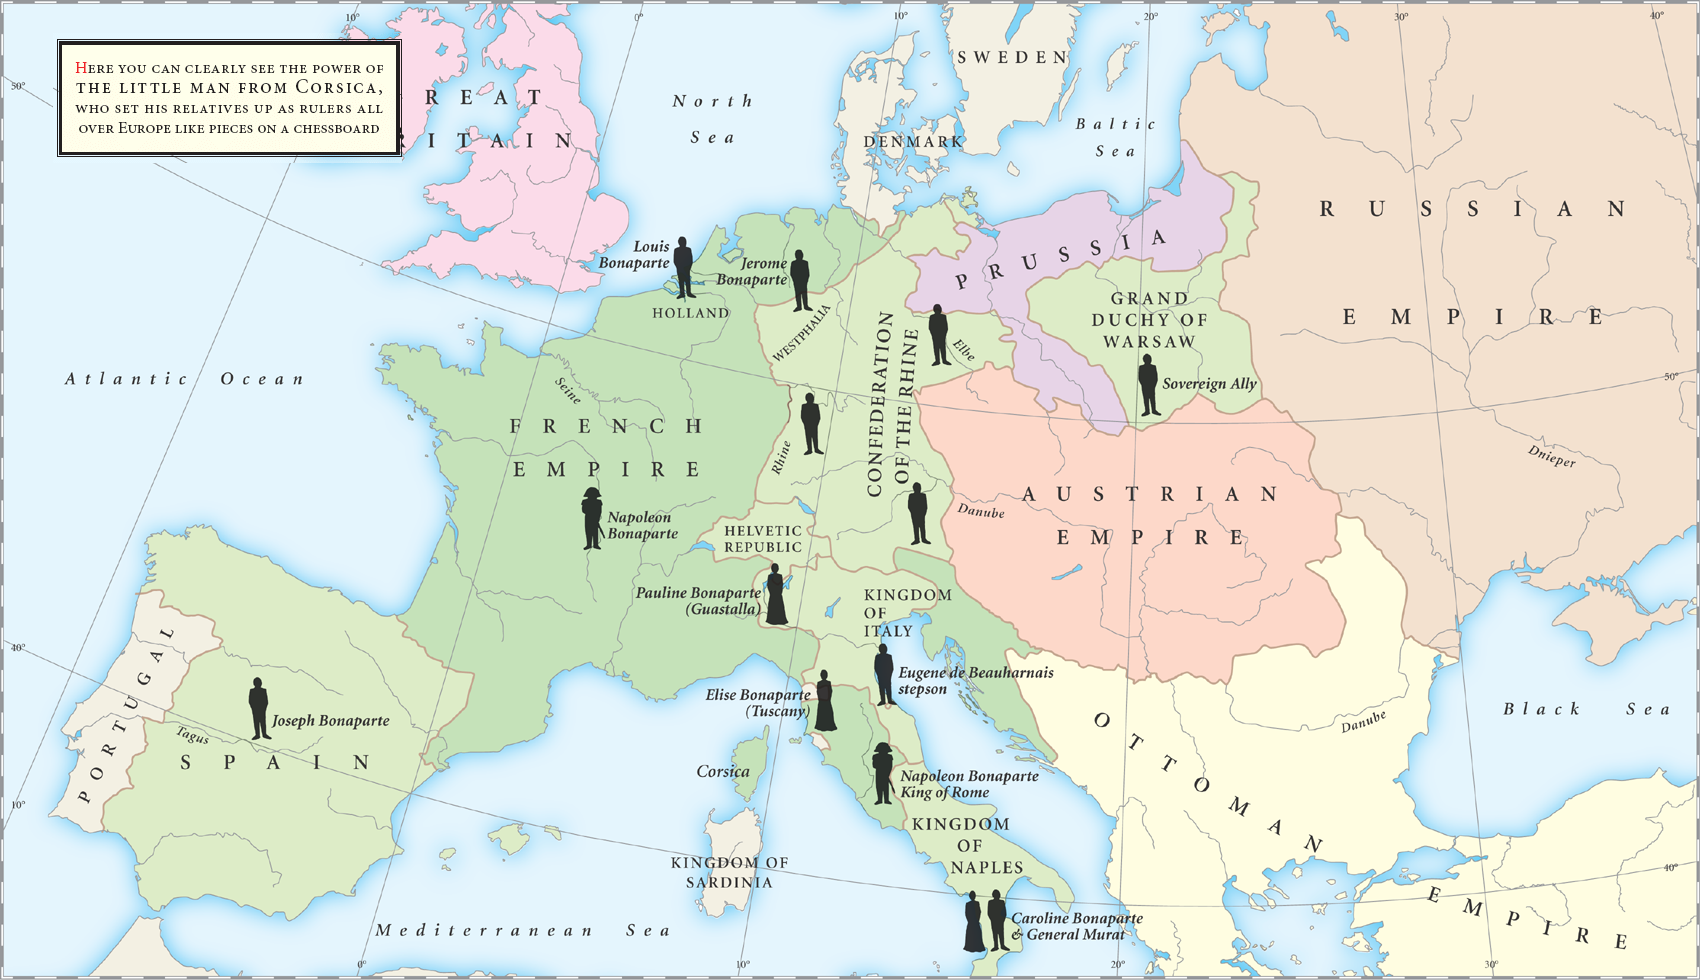 Here you can clearly see the power of
the little man from Corsica,
who set his relatives up as rulers all
over Europe like pieces on a chessboard
10°
0°
10°
20°
30°
40°
50°
REAT
RITAIN
North
Sea
SWEDEN
DENMARK
Baltic
Sea
RUSSIAN
EMPIRE
PRUSSIA
Louis
Bonaparte
Jerome
Bonaparte
HOLLAND
WESTPHALIA
Elbe
GRAND
DUCHY OF
WARSAW
Sovereign Ally
50°
Atlantic Ocean
Seine
FRENCH
EMPIRE
Rhine
CONFEDERATION
OF THE RHINE
Napoleon
Bonaparte
HELVETIC
REPUBLIC
AUSTRIAN
EMPIRE
Danube
Dnieper
Pauline Bonaparte
(Guastalla)
KINGDOM
OF
ITALY
40°
PORTUGAL
Joseph Bonaparte
Tagus
SPAIN
Elise Bonaparte
(Tuscany)
Eugene de Beauharnais
stepson
Corsica
Napoleon Bonaparte
King of Rome
KINGDOM
OF
NAPLES
KINGDOM OF
SARDINIA
Danube
Black Sea
OTTOMAN
EMPIRE
10°
40°
Mediterranean Sea
Caroline Bonaparte
& General Murat
0°
10°
20°
30°